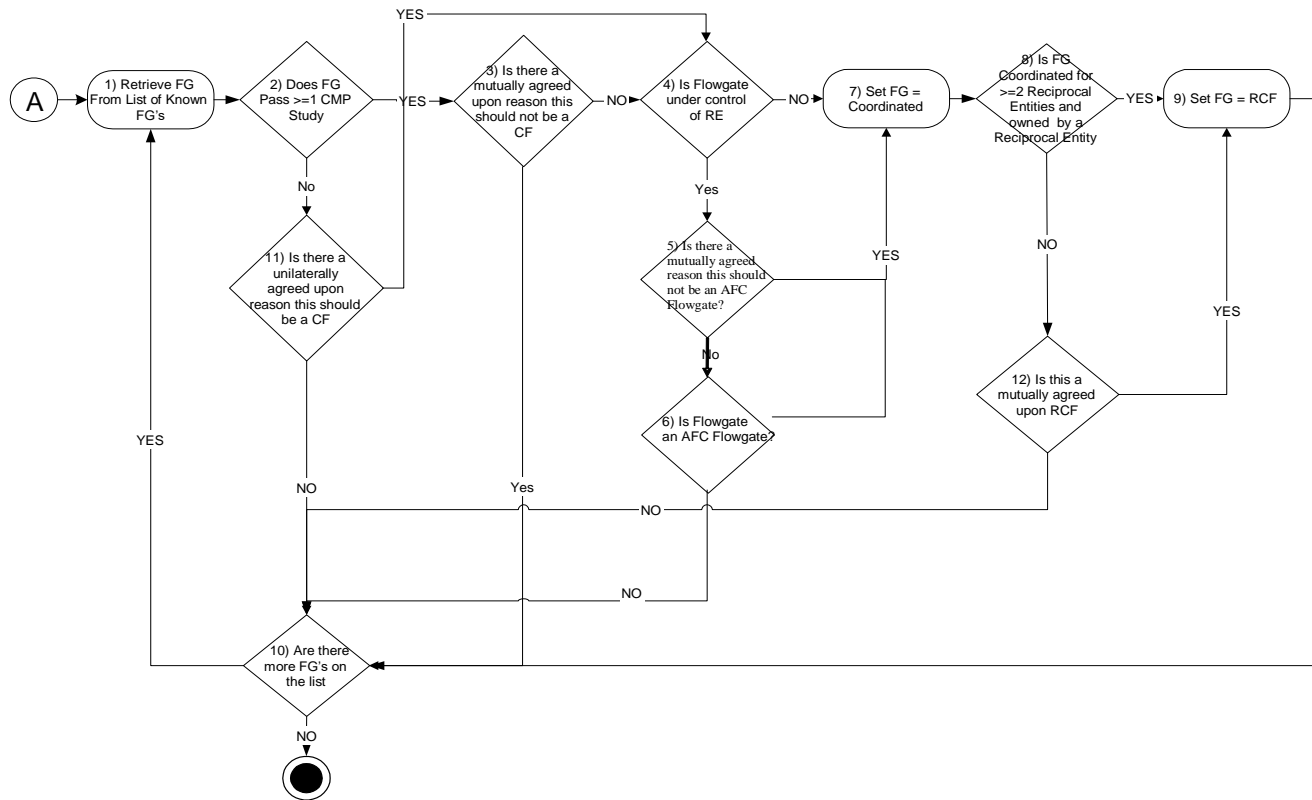 YES
A
1) Retrieve FG
From List of Known
FG's
2) Does FG
Pass >=1 CMP
Study
YES
3) Is there a
mutually agreed
upon reason this
should not be a
CF
NO
4) Is Flowgate
under control
of RE
NO
7) Set FG =
Coordinated
8) Is FG
Coordinated for
>=2 Reciprocal
Entities and
owned by a
Reciprocal Entity
YES
9) Set FG = RCF
No
Yes
11) Is there a
unilaterally
agreed upon
reason this should
be a CF
5) Is there a
mutually agreed
reason this should
not be an AFC
Flowgate?
YES
NO
YES
No
12) Is this a
mutually agreed
upon RCF
6) Is Flowgate
an AFC Flowgate?
YES
NO
Yes
NO
NO
10) Are there
more FG's on
the list
NO